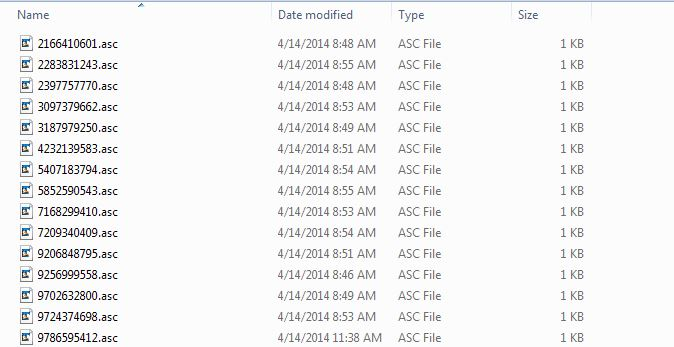 Name Date modified Type Size
2166410601.asc 4/14/2014 8:48 AM ASC File 1 KB
2283831243.asc 4/14/2014 8:55 AM ASC File 1 KB
2397757770.asc 4/14/2014 8:48 AM ASC File 1 KB
3097379662.asc 4/14/2014 8:53 AM ASC File 1 KB
3187979250.asc 4/14/2014 8:49 AM ASC File 1 KB
4232139583.asc 4/14/2014 8:51 AM ASC File 1 KB
5407183794.asc 4/14/2014 8:54 AM ASC File 1 KB
5852590543.asc 4/14/2014 8:55 AM ASC File 1 KB
7168299410.asc 4/14/2014 8:53 AM ASC File 1 KB
7209340409.asc 4/14/2014 8:54 AM ASC File 1 KB
9206848795.asc 4/14/2014 8:51 AM ASC File 1 KB
9256999558.asc 4/14/2014 8:46 AM ASC File 1 KB
9702632800.asc 4/14/2014 8:49 AM ASC File 1 KB
9724374698.asc 4/14/2014 8:53 AM ASC File 1 KB
9786595412.asc 4/14/2014 11:38 AM ASC File 1 KB